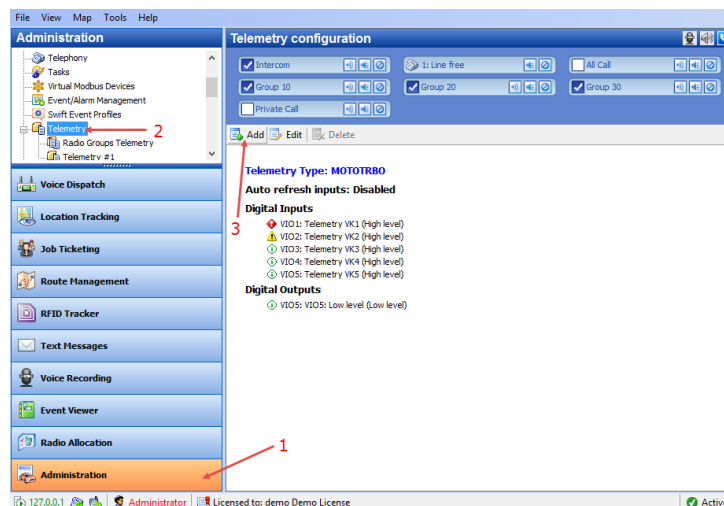 File View Map Tools Help
Administration
Telephony
Tasks
Virtual Modbus Devices
Event/Alarm Management
Swift Event Profiles
Telemetry
2
Radio Groups Telemetry
Telemetry #1
Voice Dispatch
Location Tracking
Job Ticketing
Route Management
RFID Tracker
Text Messages
Voice Recording
Event Viewer
Radio Allocation
Administration
1
Telemetry configuration
Intercom
1: Line free
All Call
Group 10
Group 20
Group 30
Private Call
Add Edit Delete
3
Telemetry Type: MOTOTRBO
Auto refresh inputs: Disabled
Digital Inputs
VIO1: Telemetry VK1 (High level)
VIO2: Telemetry VK2 (High level)
VIO3: Telemetry VK3 (High level)
VIO4: Telemetry VK4 (High level)
VIO5: Telemetry VK5 (High level)
Digital Outputs
VIO5: VIO5: Low level (Low level)
127.0.0.1 Administrator Licensed to: demo Demo License Active